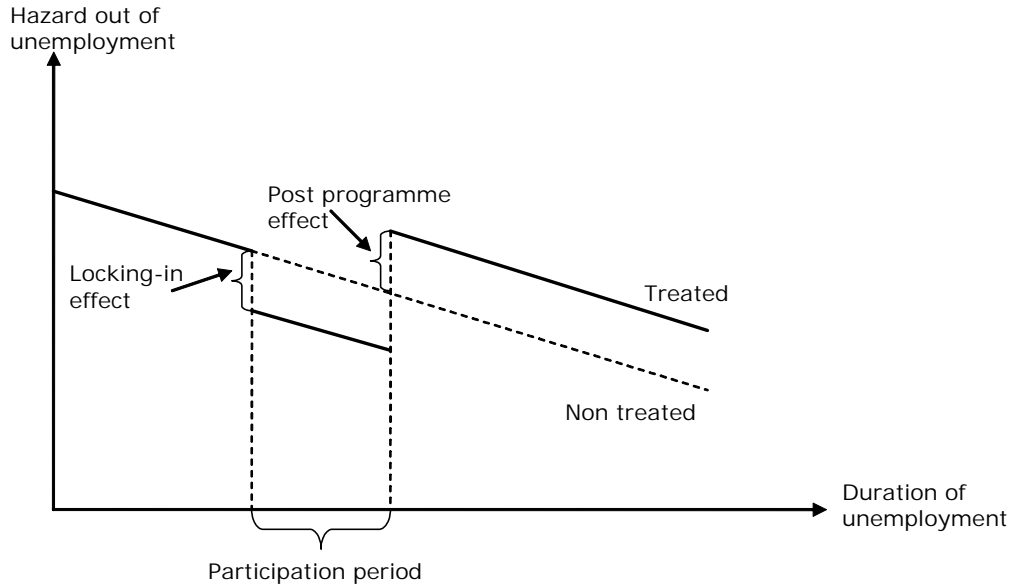 Hazard out of
unemployment
Post programme
effect
Locking-in
effect
Treated
Non treated
Duration of
unemployment
Participation period